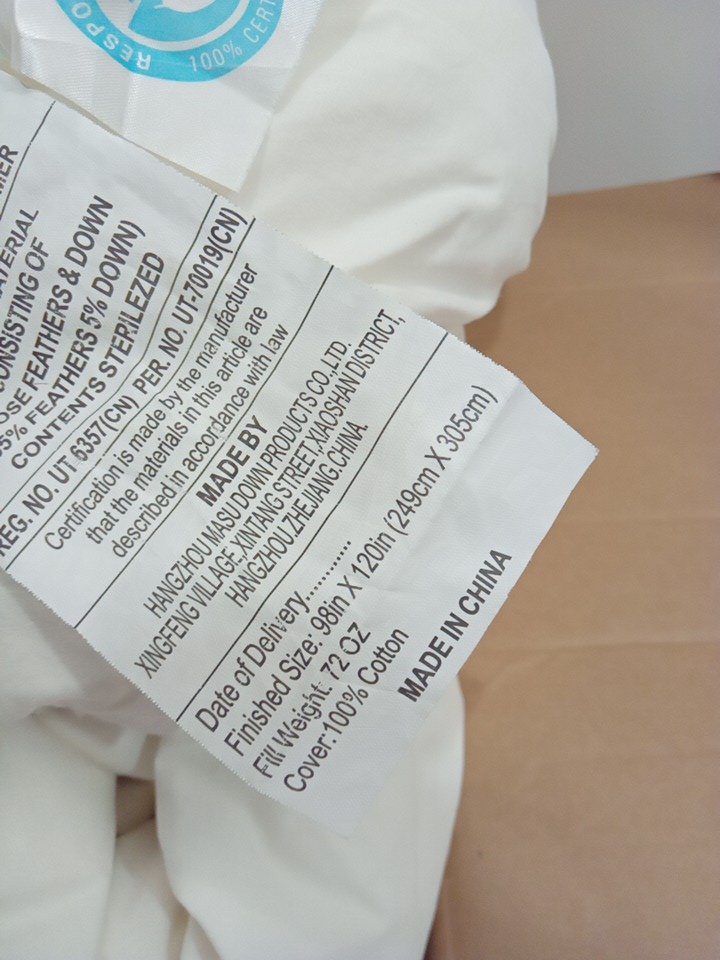 RESPO
100% CERT
CONSISTING OF
FEATHERS & DOWN
FEATHERS 5% DOWN)
CONTENTS STERILEZED
REG. NO. UT 6357(CN) PER. NO. UT-70019(CN)
Certification is made by the manufacturer
that the materials in this article are
described in accordance with law
MADE BY
HANGZHOU MASU DOWN PRODUCTS CO.,LTD.
XINGFENG VILLAGE, XINTANG STREET, XIAOSHAN DISTRICT,
HANGZHOU ZHEJIANG,CHINA.
Date of Delivery............
Finished Size: 98in X 120in (249cm X 305cm)
Fill Weight: 72 OZ
Cover:100% Cotton
MADE IN CHINA